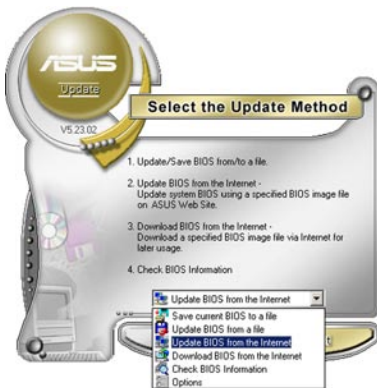 ASUS
Update
V5.23.02
Select the Update Method
1. Update/Save BIOS from/to a file.
2. Update BIOS from the Internet -
Update system BIOS using a specified BIOS image file
on ASUS Web Site.
3. Download BIOS from the Internet -
Download a specified BIOS image file via Internet for
later usage.
4. Check BIOS Information
Update BIOS from the Internet
Save current BIOS to a file
Update BIOS from a file
Update BIOS from the Internet
Download BIOS from the Internet
Check BIOS Information
Options